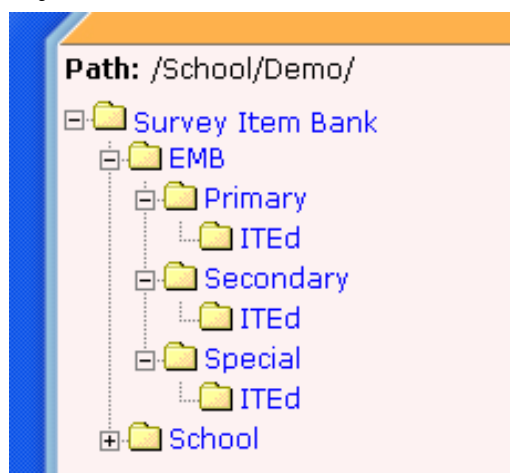 Path: /School/Demo/
Survey Item Bank
EMB
Primary
ITEd
Secondary
ITEd
Special
ITEd
School